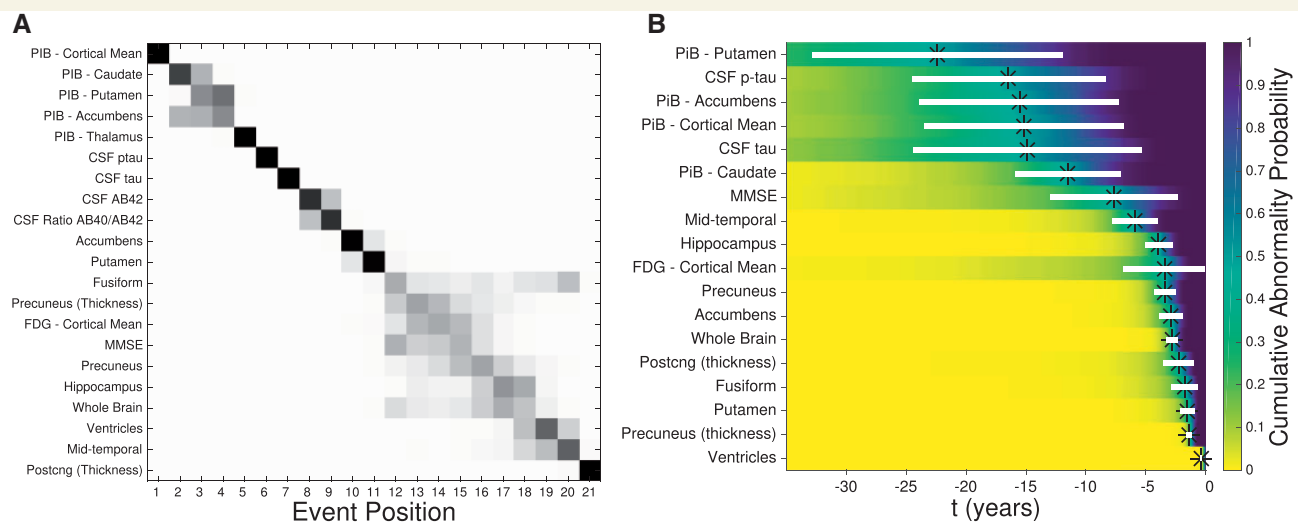 A
PIB - Cortical Mean
PIB - Caudate
PIB - Putamen
PIB - Accumbens
PIB - Thalamus
CSF ptau
CSF tau
CSF AB42
CSF Ratio AB40/AB42
Accumbens
Putamen
Fusiform
Precuneus (Thickness)
FDG - Cortical Mean
MMSE
Precuneus
Hippocampus
Whole Brain
Ventricles
Mid-temporal
Postcng (Thickness)
1 2 3 4 5 6 7 8 9 10 11 12 13 14 15 16 17 18 19 20 21
Event Position
B
PiB - Putamen
CSF p-tau
PiB - Accumbens
PiB - Cortical Mean
CSF tau
PiB - Caudate
MMSE
Mid-temporal
Hippocampus
FDG - Cortical Mean
Precuneus
Accumbens
Whole Brain
Postcng (thickness)
Fusiform
Putamen
Precuneus (thickness)
Ventricles
-30 -25 -20 -15 -10 -5 0
t (years)
1
0.9
0.8
0.7
0.6
0.5
0.4
0.3
0.2
0.1
0
Cumulative Abnormality Probability